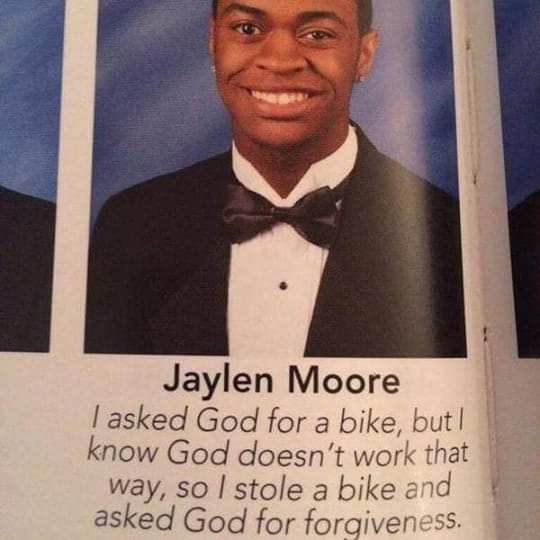 Jaylen Moore
I asked God for a bike, but I
know God doesn't work that
way, so I stole a bike and
asked God for forgiveness.